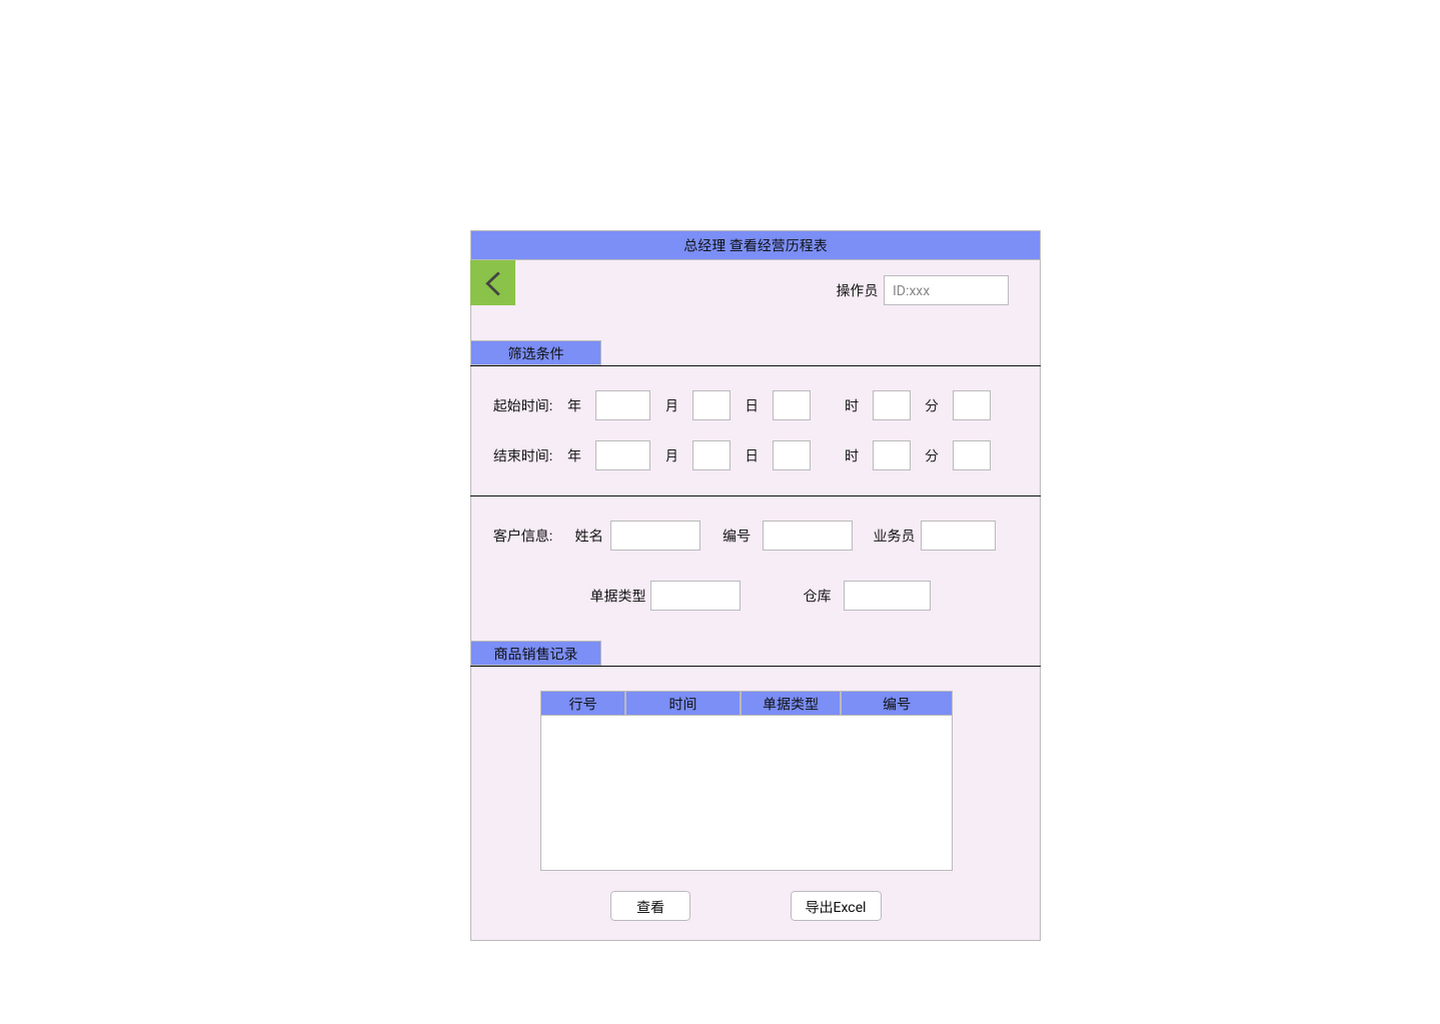 总经理 查看经营历程表
操作员 ID:xxx
筛选条件
起始时间: 年 月 日 时 分
结束时间: 年 月 日 时 分
客户信息: 姓名 编号 业务员
单据类型 仓库
商品销售记录
行号 时间 单据类型 编号
查看 导出Excel